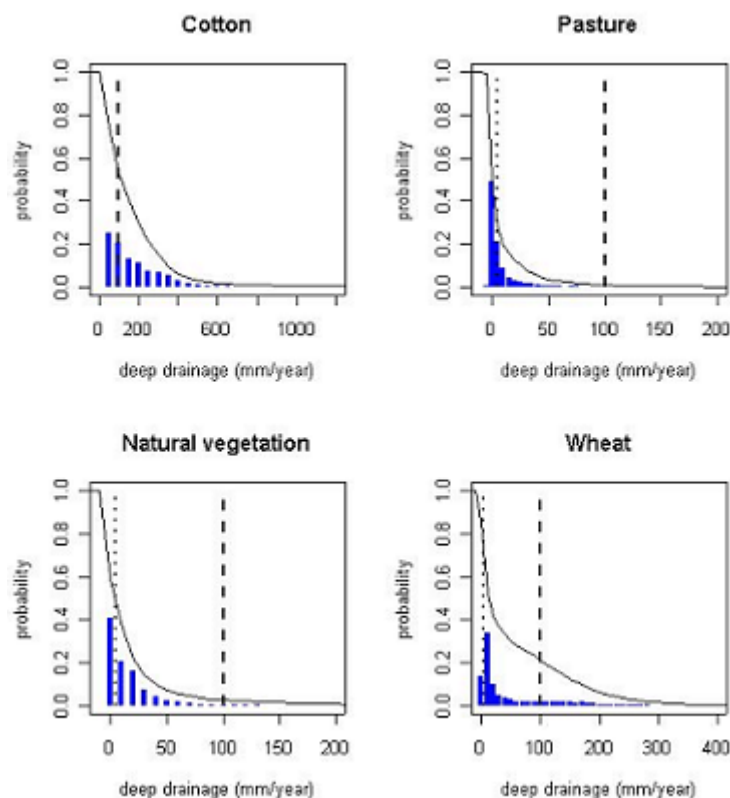 Cotton
probability
0.0 0.2 0.4 0.6 0.8 1.0
0 200 600 1000
deep drainage (mm/year)
Pasture
probability
0.0 0.2 0.4 0.6 0.8 1.0
0 50 100 150 200
deep drainage (mm/year)
Natural vegetation
probability
0.0 0.2 0.4 0.6 0.8 1.0
0 50 100 150 200
deep drainage (mm/year)
Wheat
probability
0.0 0.2 0.4 0.6 0.8 1.0
0 100 200 300 400
deep drainage (mm/year)